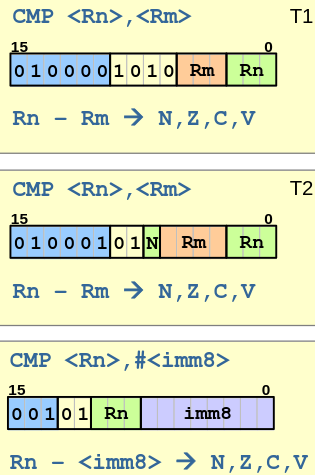 CMP <Rn>,<Rm> T1
15 0
0 1 0 0 0 0 1 0 1 0 Rm Rn
Rn – Rm → N,Z,C,V
CMP <Rn>,<Rm> T2
15 0
0 1 0 0 0 1 0 1 N Rm Rn
Rn – Rm → N,Z,C,V
CMP <Rn>,#<imm8>
15 0
0 0 1 0 1 Rn imm8
Rn – <imm8> → N,Z,C,V